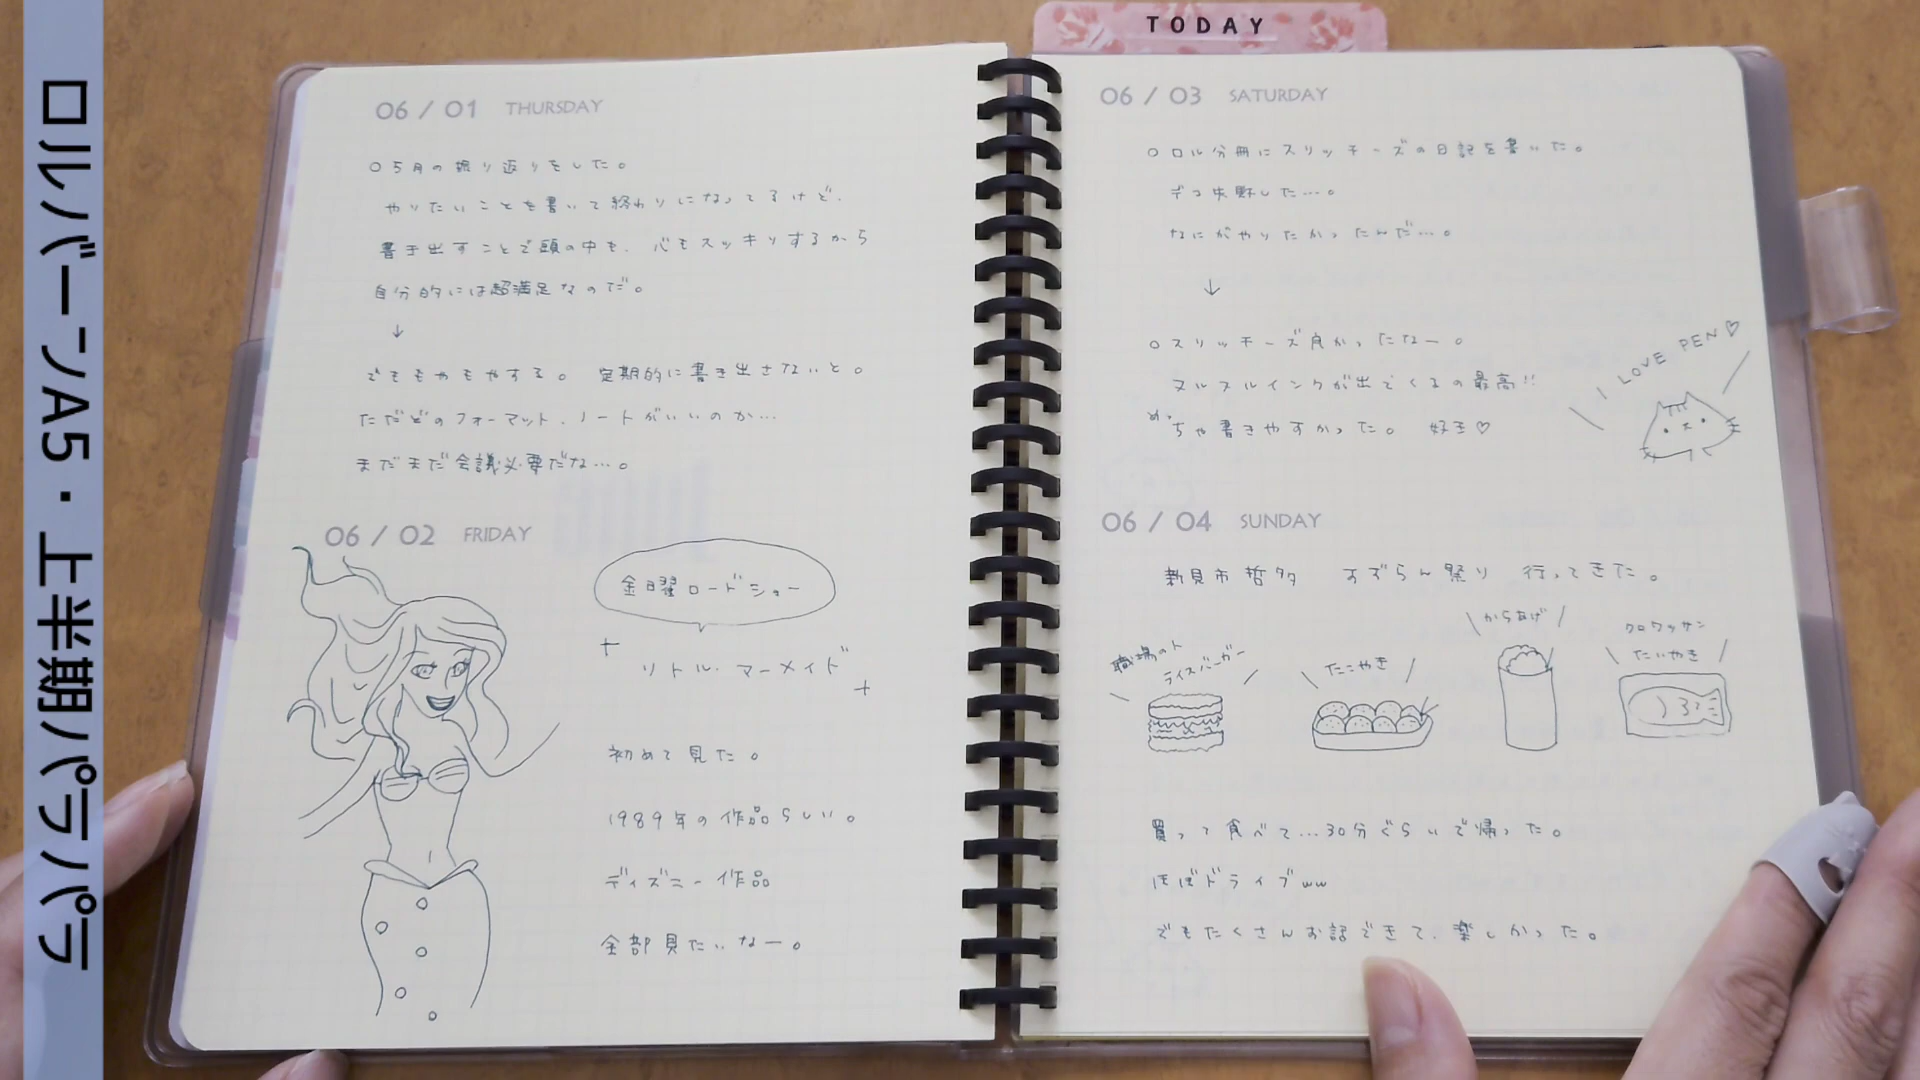 ロルバーンA5・上半期パラパラ
TODAY
06 / 01 THURSDAY
○5月の振り返りをした。
やりたいことを書いて終わりになってるけど、
書き出すことで頭の中も、心もスッキリするから
自分的には超満足なのだ。
↓
でももやもやする。 定期的に書き出さないと。
ただどのフォーマット、ノートがいいのか…
まだまだ会議必要だな…。
06 / 02 FRIDAY
金曜ロードショー
リトル・マーメイド
初めて見た。
1989年の作品らしい。
ディズニー作品
全部見たいなー。
06 / 03 SATURDAY
○ロル分冊にスリッチーズの日記を書いた。
デコ失敗した…。
なにがやりたかったんだ…。
↓
○スリッチーズ良かったなー。
ヌルヌルインクが出てくるの最高!!
めっちゃ書きやすかった。 好き♡
I LOVE PEN♡
06 / 04 SUNDAY
新見市哲多 すずらん祭り 行ってきた。
職場の人
ライスバーガー
たこやき
からあげ
クロワッサン
たいやき
買って食べて…30分ぐらいで帰った。
ほぼドライブww
でもたくさんお話できて、楽しかった。